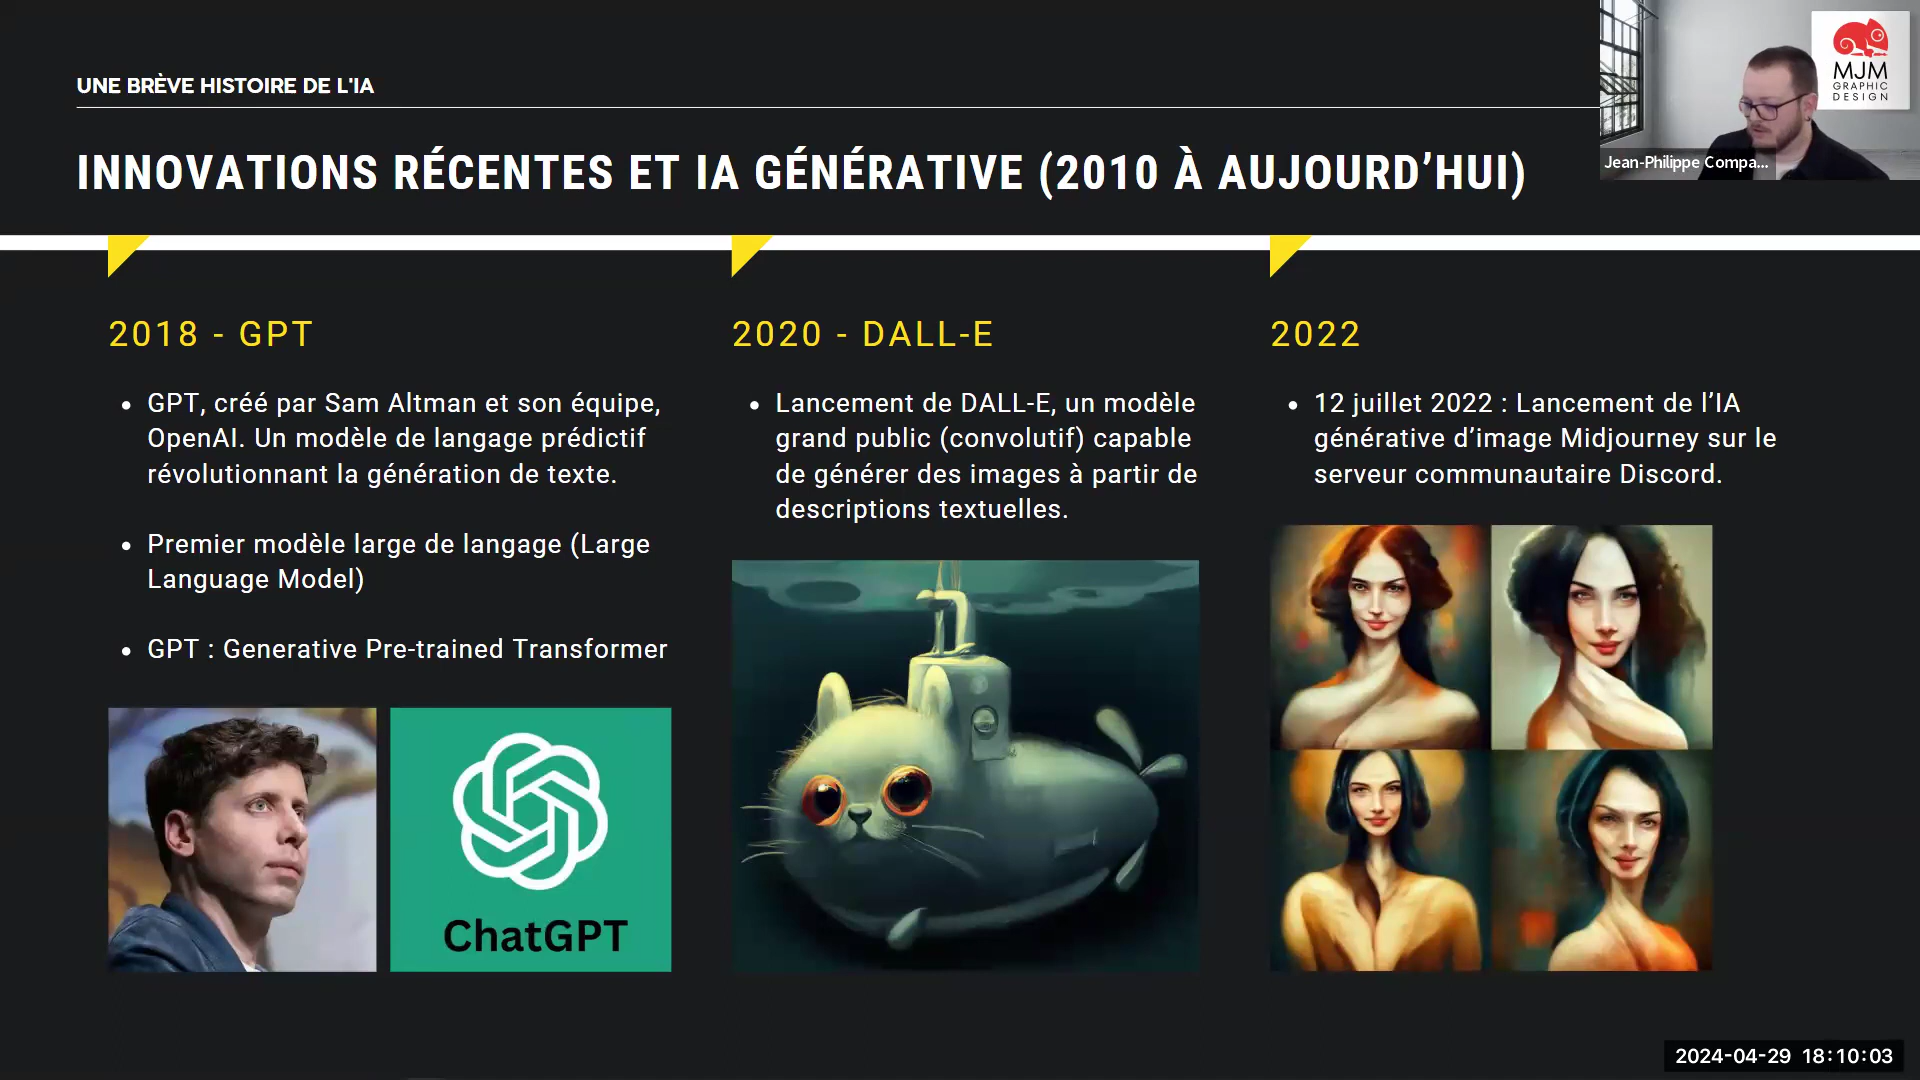 UNE BRÈVE HISTOIRE DE L'IA
MJM
GRAPHIC
DESIGN
Jean-Philippe Compa...
INNOVATIONS RÉCENTES ET IA GÉNÉRATIVE (2010 À AUJOURD’HUI)
2018 - GPT
GPT, créé par Sam Altman et son équipe,
OpenAI. Un modèle de langage prédictif
révolutionnant la génération de texte.
Premier modèle large de langage (Large
Language Model)
GPT : Generative Pre-trained Transformer
ChatGPT
2020 - DALL-E
Lancement de DALL-E, un modèle
grand public (convolutif) capable
de générer des images à partir de
descriptions textuelles.
2022
12 juillet 2022 : Lancement de l’IA
générative d’image Midjourney sur le
serveur communautaire Discord.
2024-04-29 18:10:03